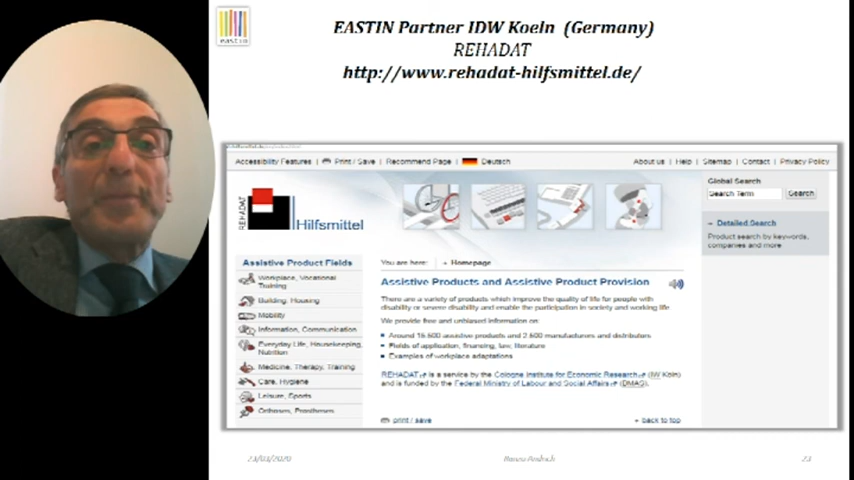 EASTIN Partner IDW Koeln (Germany)
REHADAT
http://www.rehadat-hilfsmittel.de/
Accessibility Features | Print / Save | Recommend Page | Deutsch
About us | Help | Sitemap | Contact | Privacy Policy
Global Search
Search Term Search
REHADAT
Hilfsmittel
Detailed Search
Product search by keywords,
companies and more
Assistive Product Fields
Workplace, Vocational
Training
Building, Housing
Mobility
Information, Communication
Everyday Life, Housekeeping,
Nutrition
Medicine, Therapy, Training
Care, Hygiene
Leisure, Sports
Orthoses, Prostheses
You are here: Homepage
Assistive Products and Assistive Product Provision
There are a variety of products which improve the quality of life for people with
disability or severe disability and enable the participation in society and working life
We provide free and unbiased information on:
Around 16,500 assistive products and 2,600 manufacturers and distributors
Fields of application, financing, law, literature
Examples of workplace adaptations
REHADAT is a service by the Cologne Institute for Economic Research (IW Köln)
and is funded by the Federal Ministry of Labour and Social Affairs
print / save
back to top